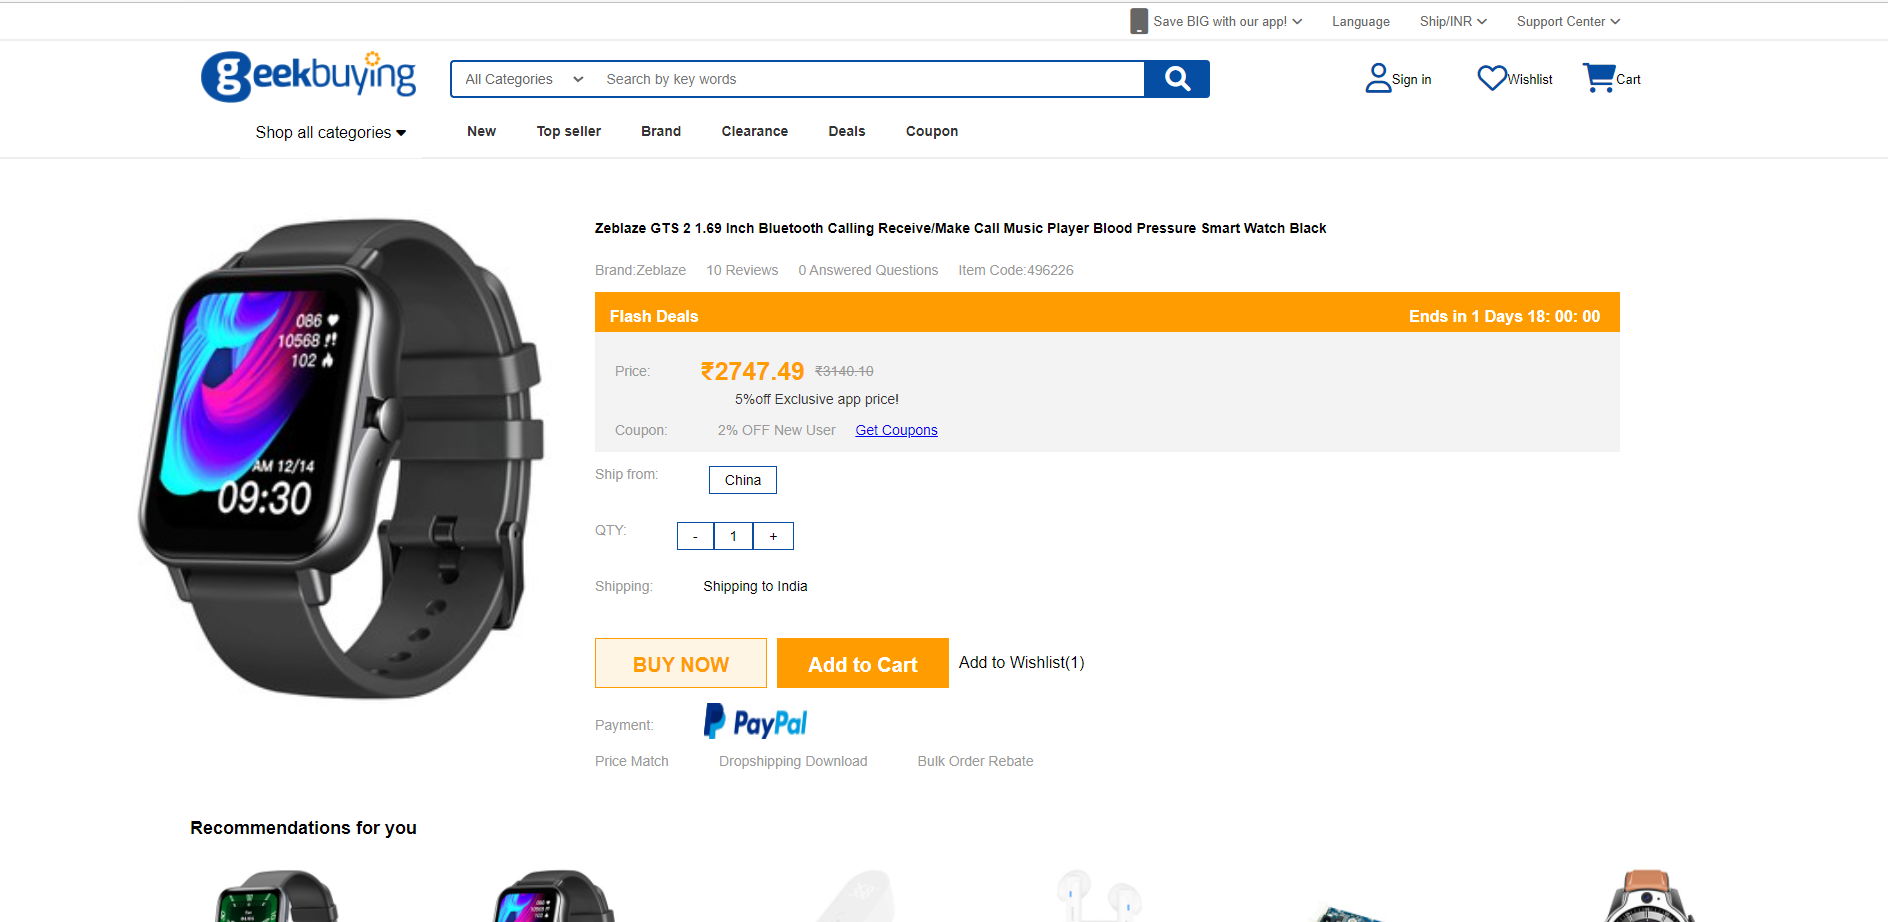 Save BIG with our app! Language Ship/INR Support Center
geekbuying
All Categories Search by key words
Sign in Wishlist Cart
Shop all categories New Top seller Brand Clearance Deals Coupon
Zeblaze GTS 2 1.69 Inch Bluetooth Calling Receive/Make Call Music Player Blood Pressure Smart Watch Black
Brand:Zeblaze 10 Reviews 0 Answered Questions Item Code:496226
Flash Deals Ends in 1 Days 18: 00: 00
086
10568
102
AM 12/14
09:30
Price: ₹2747.49 ₹3140.10
5%off Exclusive app price!
Coupon: 2% OFF New User Get Coupons
Ship from: China
QTY: - 1 +
Shipping: Shipping to India
BUY NOW Add to Cart Add to Wishlist(1)
Payment: PayPal
Price Match Dropshipping Download Bulk Order Rebate
Recommendations for you